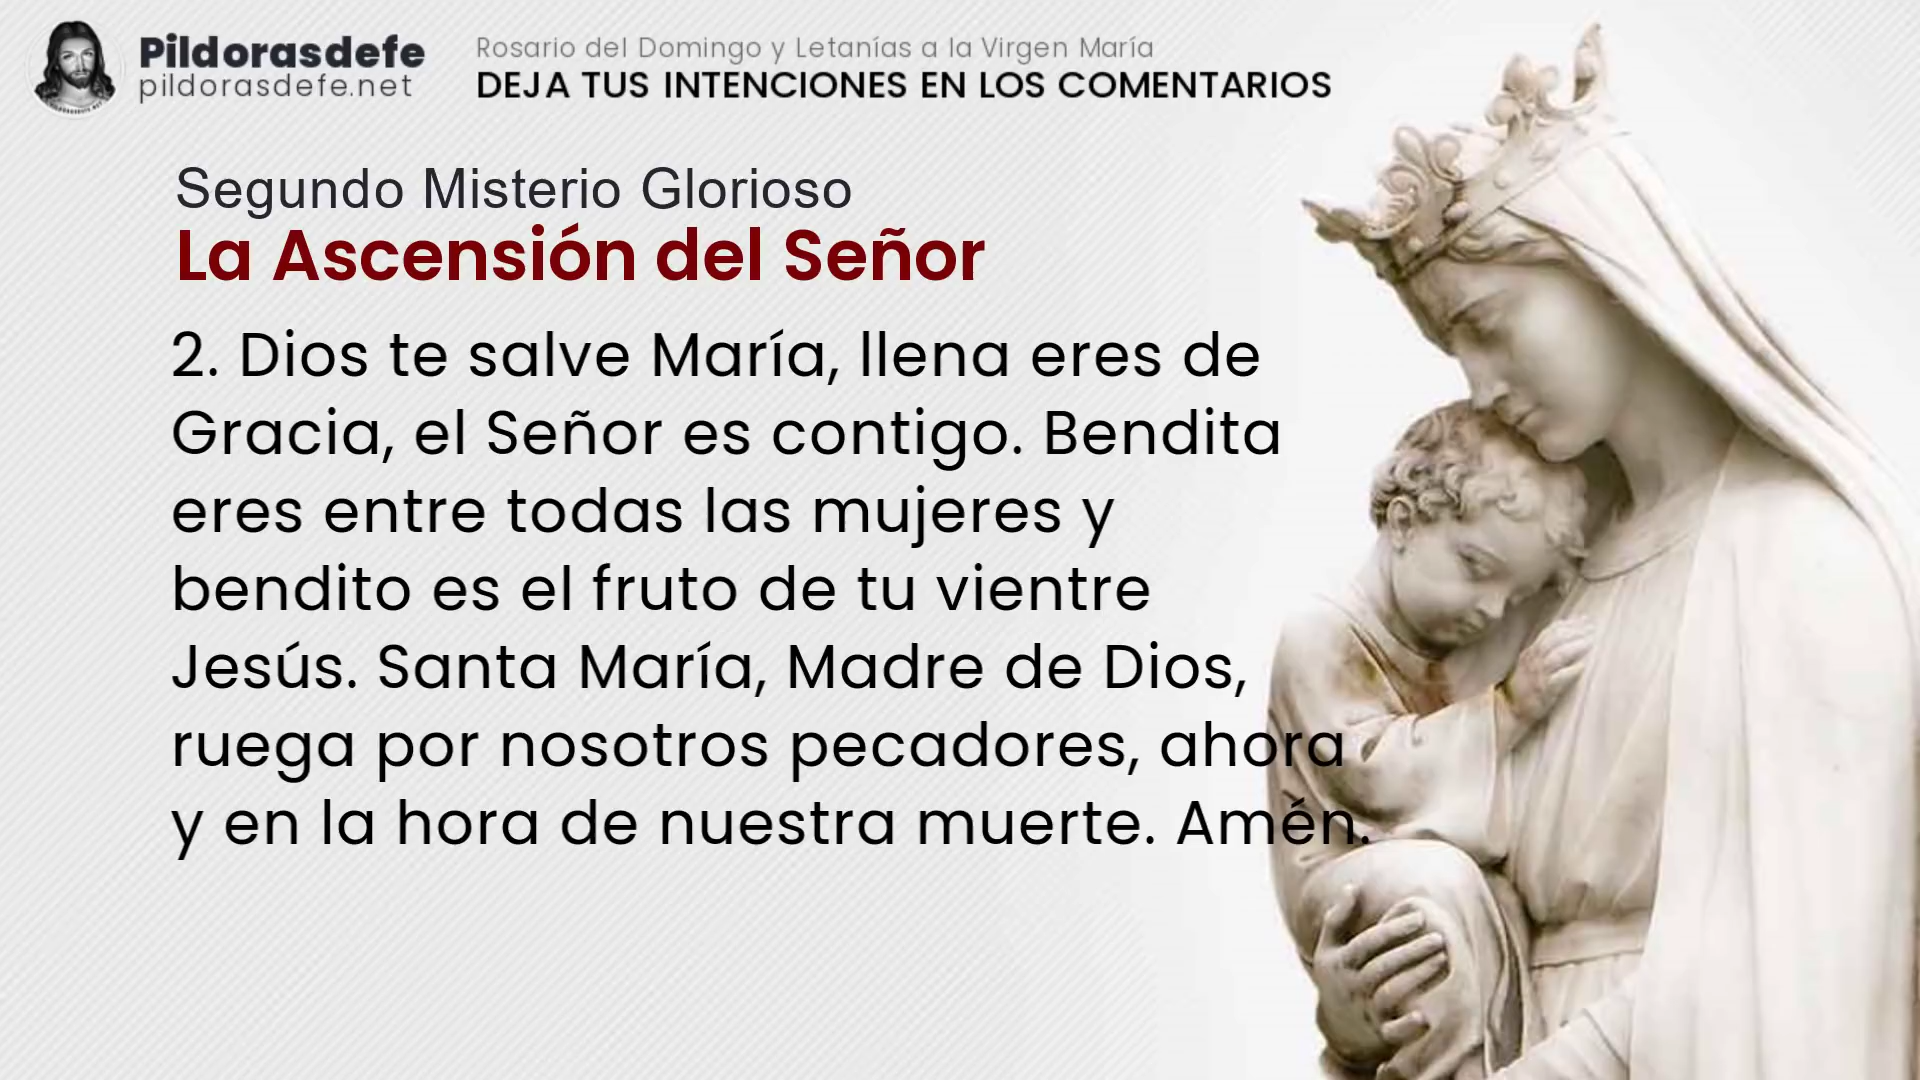 Pildorasdefe
pildorasdefe.net
Rosario del Domingo y Letanías a la Virgen María
DEJA TUS INTENCIONES EN LOS COMENTARIOS
Segundo Misterio Glorioso
La Ascensión del Señor
2. Dios te salve María, llena eres de
Gracia, el Señor es contigo. Bendita
eres entre todas las mujeres y
bendito es el fruto de tu vientre
Jesús. Santa María, Madre de Dios,
ruega por nosotros pecadores, ahora
y en la hora de nuestra muerte. Amén.